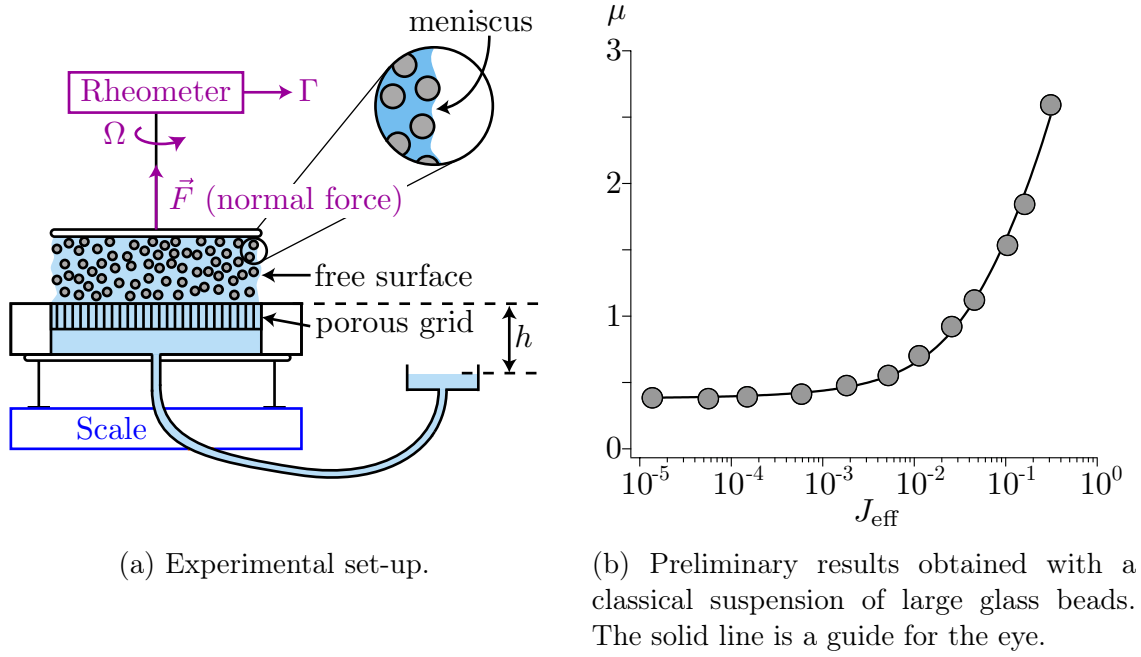 meniscus
Rheometer
Γ
Ω
F⃗ (normal force)
free surface
porous grid
h
Scale
(a) Experimental set-up.
μ
3
2
1
0
10⁻⁵ 10⁻⁴ 10⁻³ 10⁻² 10⁻¹ 10⁰
J_eff
(b) Preliminary results obtained with a
classical suspension of large glass beads.
The solid line is a guide for the eye.